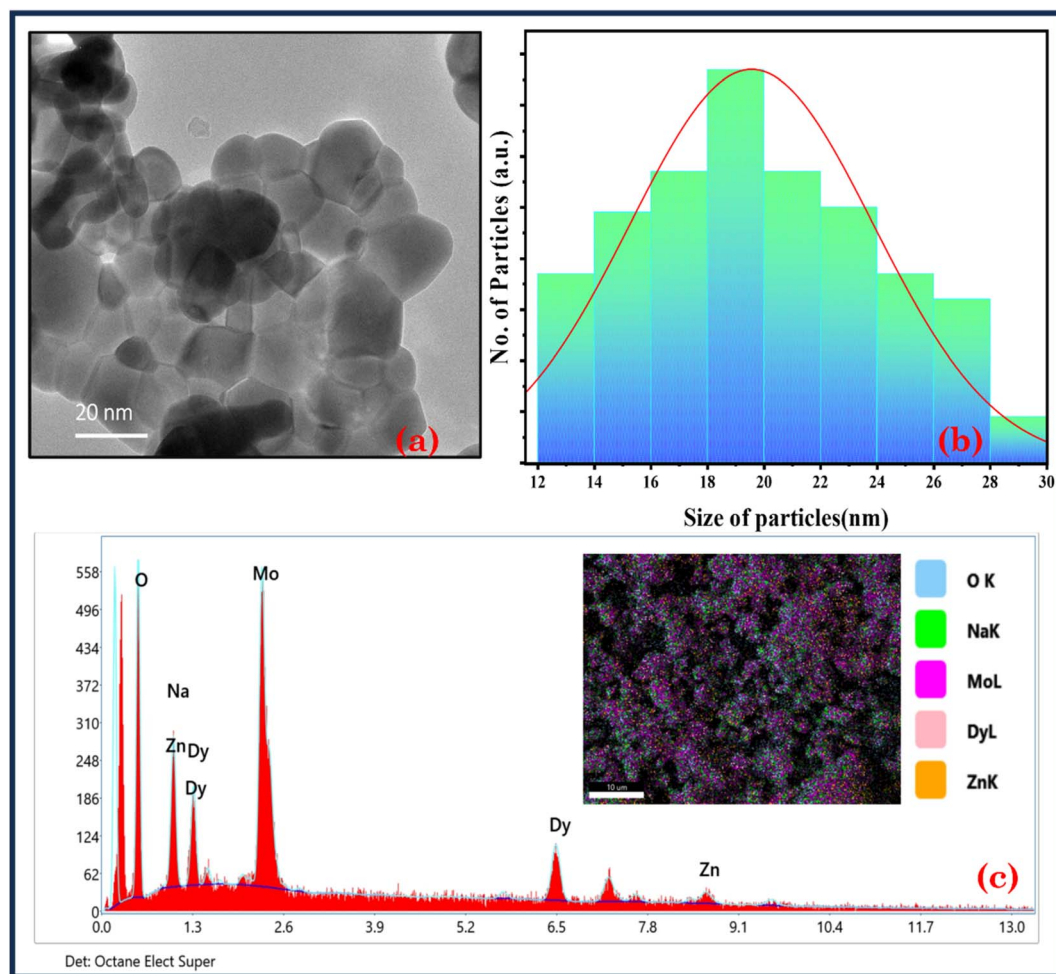 20 nm
(a)
No. of Particles (a.u.)
(b)
12 14 16 18 20 22 24 26 28 30
Size of particles(nm)
558
496
434
372
310
248
186
124
62
0
O
Mo
Na
Zn Dy
Dy
Dy
Zn
10 um
O K
NaK
MoL
DyL
ZnK
(c)
0.0 1.3 2.6 3.9 5.2 6.5 7.8 9.1 10.4 11.7 13.0
Det: Octane Elect Super